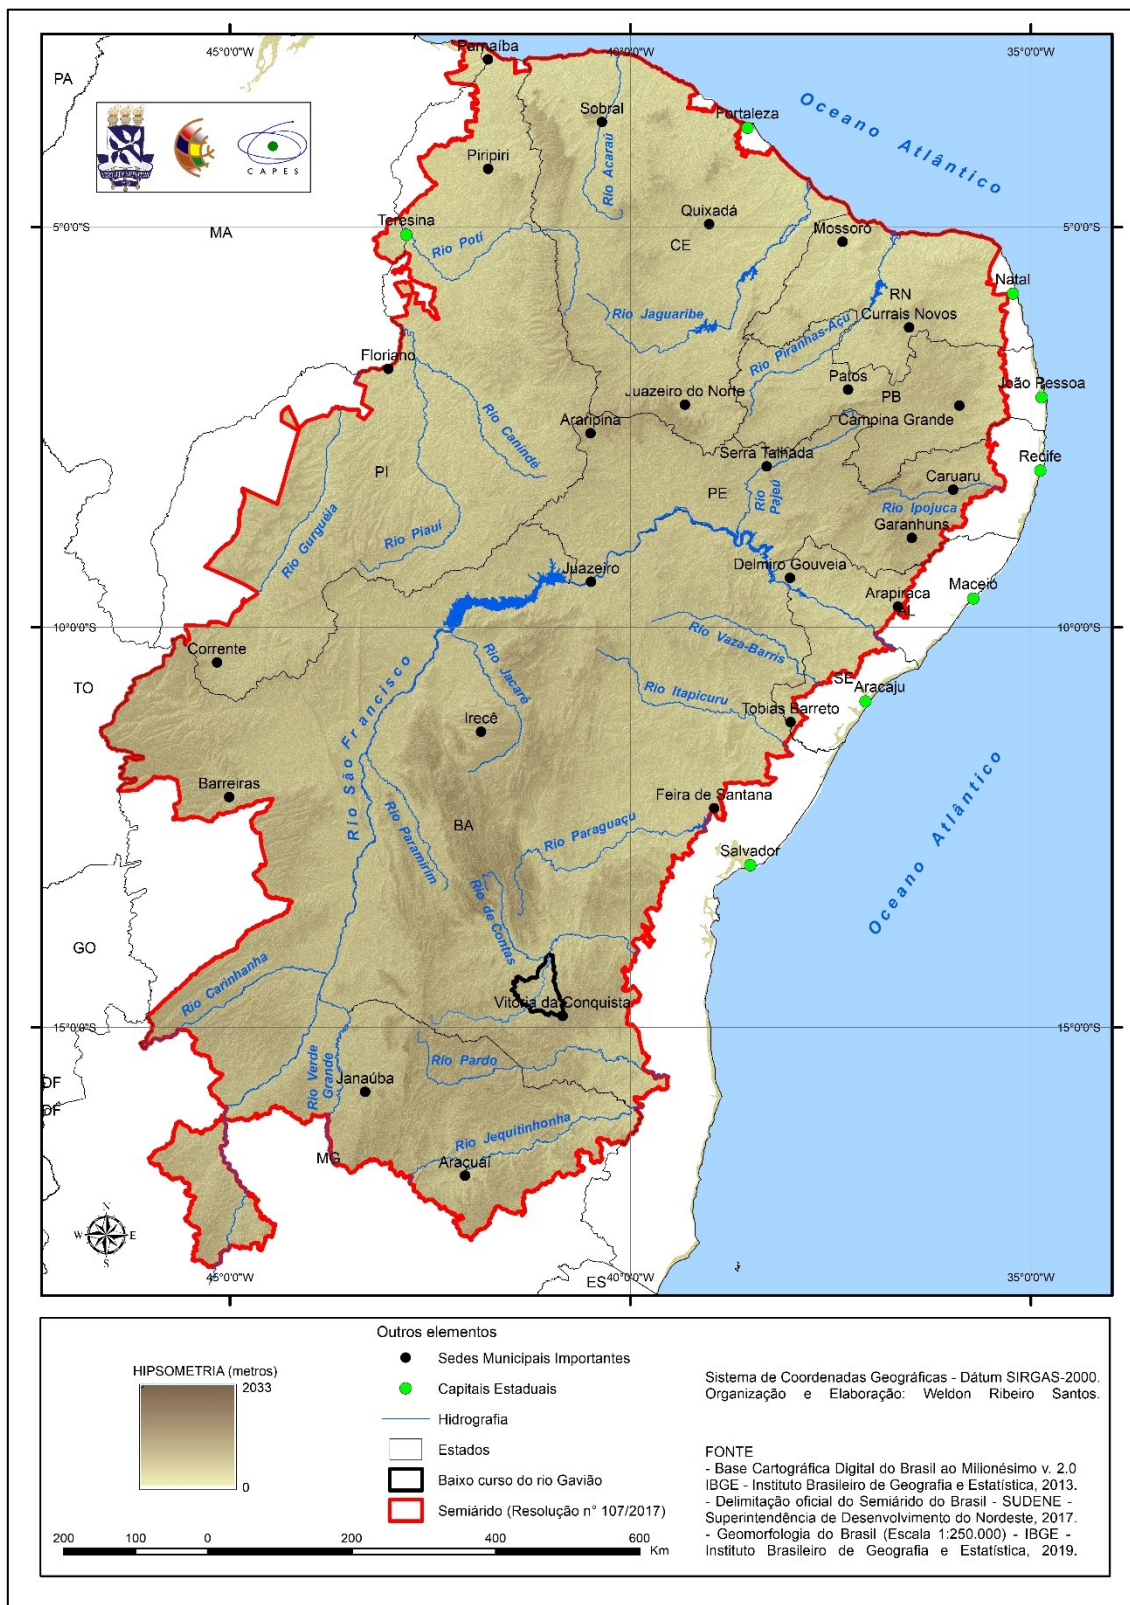 45°0'0"W
40°0'0"W
35°0'0"W
Parnaíba
PA
Oceano Atlântico
Sobral
Fortaleza
CAPES
Rio Acaraú
Piripiri
Quixadá
Teresina
MA
5°0'0"S
Mossoró
5°0'0"S
Rio Poti
CE
Natal
RN
Rio Jaguaribe
Currais Novos
Rio Piranhas-Açu
Floriano
Patos
João Pessoa
Juazeiro do Norte
PB
Campina Grande
Araripina
Rio Canindé
Serra Talhada
PI
Recife
Caruaru
PE
Rio Pajeú
Rio Ipojuca
Rio Gurguéia
Rio Piauí
Garanhuns
Juazeiro
Delmiro Gouveia
Maceió
Arapiraca
AL
10°0'0"S
10°0'0"S
Rio Vaza-Barris
Corrente
Rio Jacaré
TO
SE
Rio Itapicuru
Aracaju
Rio São Francisco
Irecê
Tobias Barreto
Barreiras
Feira de Santana
BA
Rio Paraguaçu
Rio Paramirim
Salvador
Oceano Atlântico
Rio de Contas
GO
Rio Carinhanha
Vitória da Conquista
15°0'0"S
15°0'0"S
Rio Pardo
Rio Verde Grande
DF
Janaúba
DF
Rio Jequitinhonha
MG
Araçuaí
N
W E
S
45°0'0"W
40°0'0"W
35°0'0"W
ES
HIPSOMETRIA (metros)
2033
0
Outros elementos
Sedes Municipais Importantes
Capitais Estaduais
Hidrografia
Estados
Baixo curso do rio Gavião
Semiárido (Resolução n° 107/2017)
200 100 0 200 400 600
Km
Sistema de Coordenadas Geográficas - Dátum SIRGAS-2000.
Organização e Elaboração: Weldon Ribeiro Santos.
FONTE
- Base Cartográfica Digital do Brasil ao Milionésimo v. 2.0
IBGE - Instituto Brasileiro de Geografia e Estatística, 2013.
- Delimitação oficial do Semiárido do Brasil - SUDENE -
Superintendência de Desenvolvimento do Nordeste, 2017.
- Geomorfologia do Brasil (Escala 1:250.000) - IBGE -
Instituto Brasileiro de Geografia e Estatística, 2019.